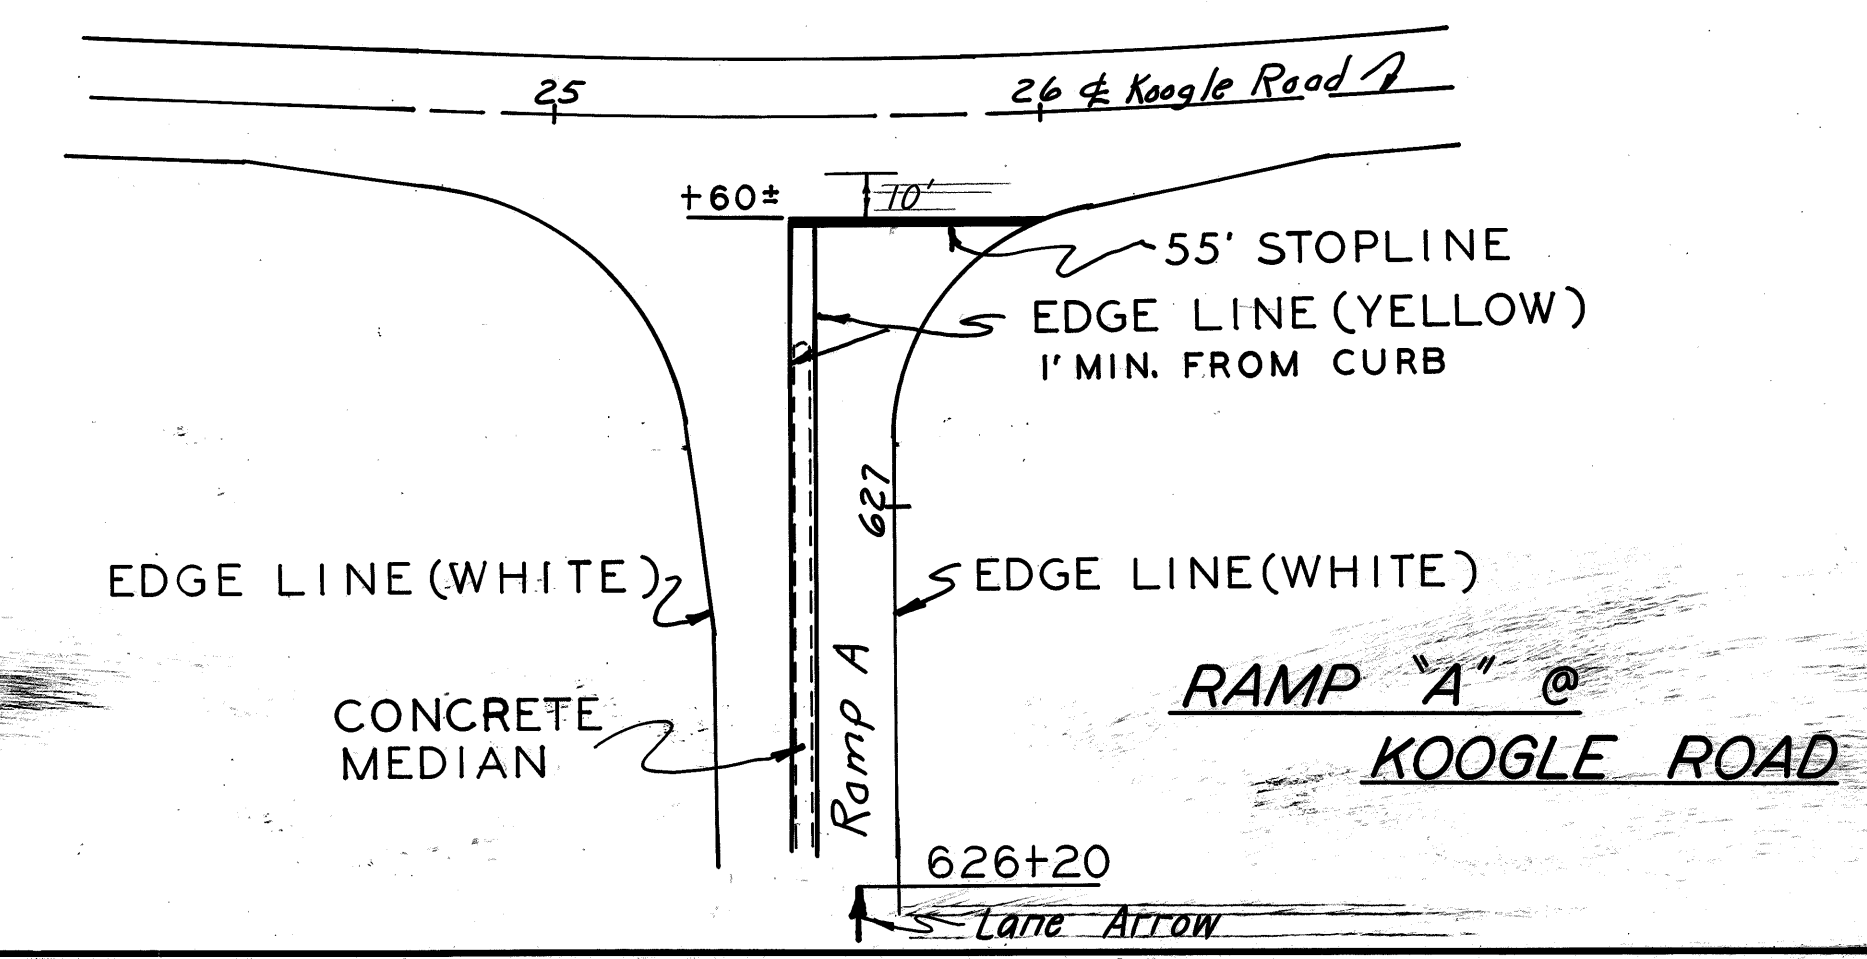 25
26 ⅊ Koogle Road
+60±
10'
55' STOPLINE
EDGE LINE (YELLOW)
1' MIN. FROM CURB
627
EDGE LINE (WHITE)
EDGE LINE (WHITE)
Ramp A
CONCRETE
MEDIAN
RAMP "A" @
KOOGLE ROAD
626+20
Lane Arrow